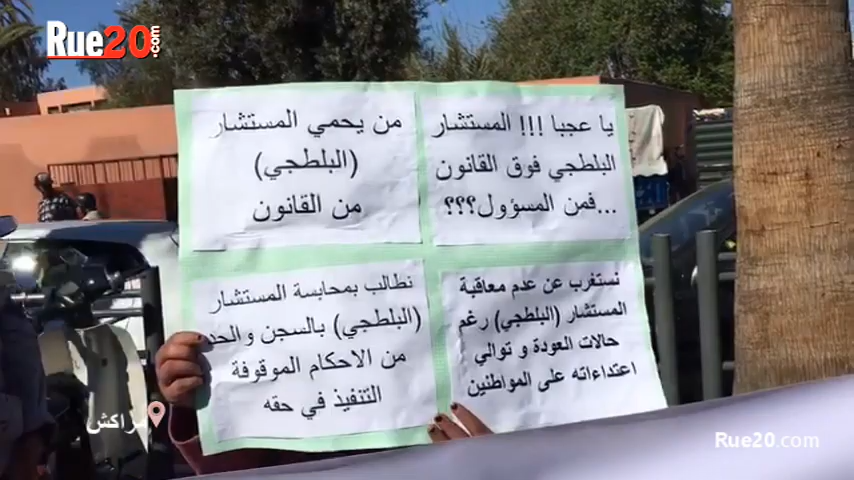 Rue20.com
يا عجبا !!! المستشار
البلطجي فوق القانون
...فمن المسؤول؟؟؟
من يحمي المستشار
(البلطجي)
من القانون
نستغرب عن عدم معاقبة
المستشار (البلطجي) رغم
حالات العودة و توالي
اعتداءاته على المواطنين
نطالب بمحابسة المستشار
(البلطجي) بالسجن و الحد
من الاحكام الموقوفة
التنفيذ في حقه
مراكش
Rue20.com